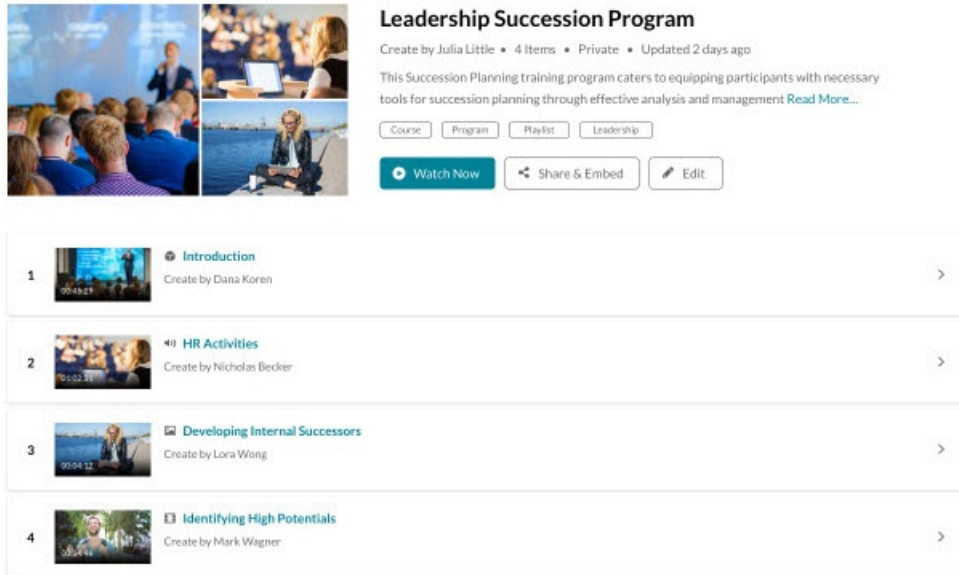 Leadership Succession Program
Create by Julia Little • 4 Items • Private • Updated 2 days ago
This Succession Planning training program caters to equipping participants with necessary
tools for succession planning through effective analysis and management Read More...
Course Program Playlist Leadership
Watch Now Share & Embed Edit
1
Introduction
Create by Dana Koren
2
HR Activities
Create by Nicholas Becker
3
00:04:12
Developing Internal Successors
Create by Lora Wong
4
Identifying High Potentials
Create by Mark Wagner